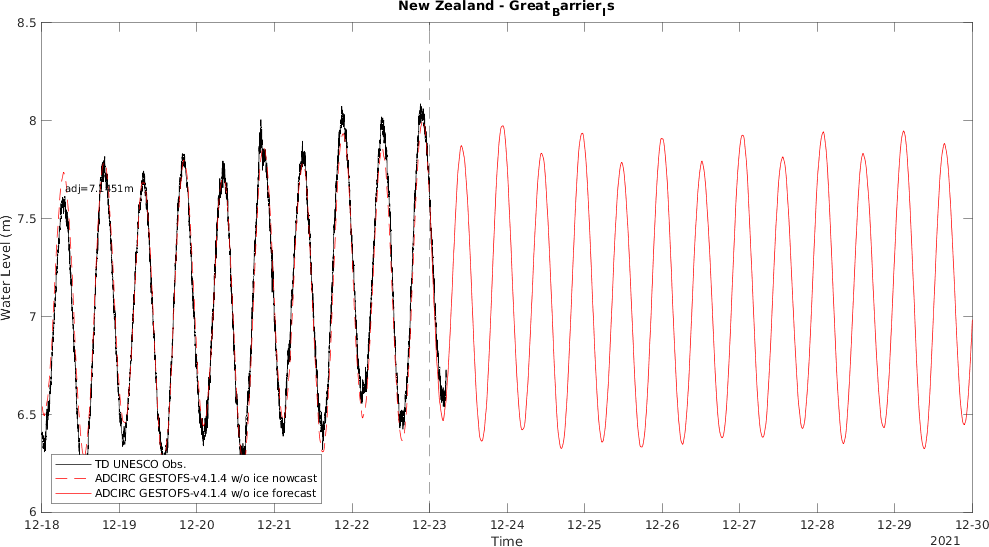 New Zealand - Great_Barrier_Is
8.5
8
7.5
7
6.5
6
Water Level (m)
adj=7.1451m
TD UNESCO Obs.
ADCIRC GESTOFS-v4.1.4 w/o ice nowcast
ADCIRC GESTOFS-v4.1.4 w/o ice forecast
12-18 12-19 12-20 12-21 12-22 12-23 12-24 12-25 12-26 12-27 12-28 12-29 12-30
Time
2021